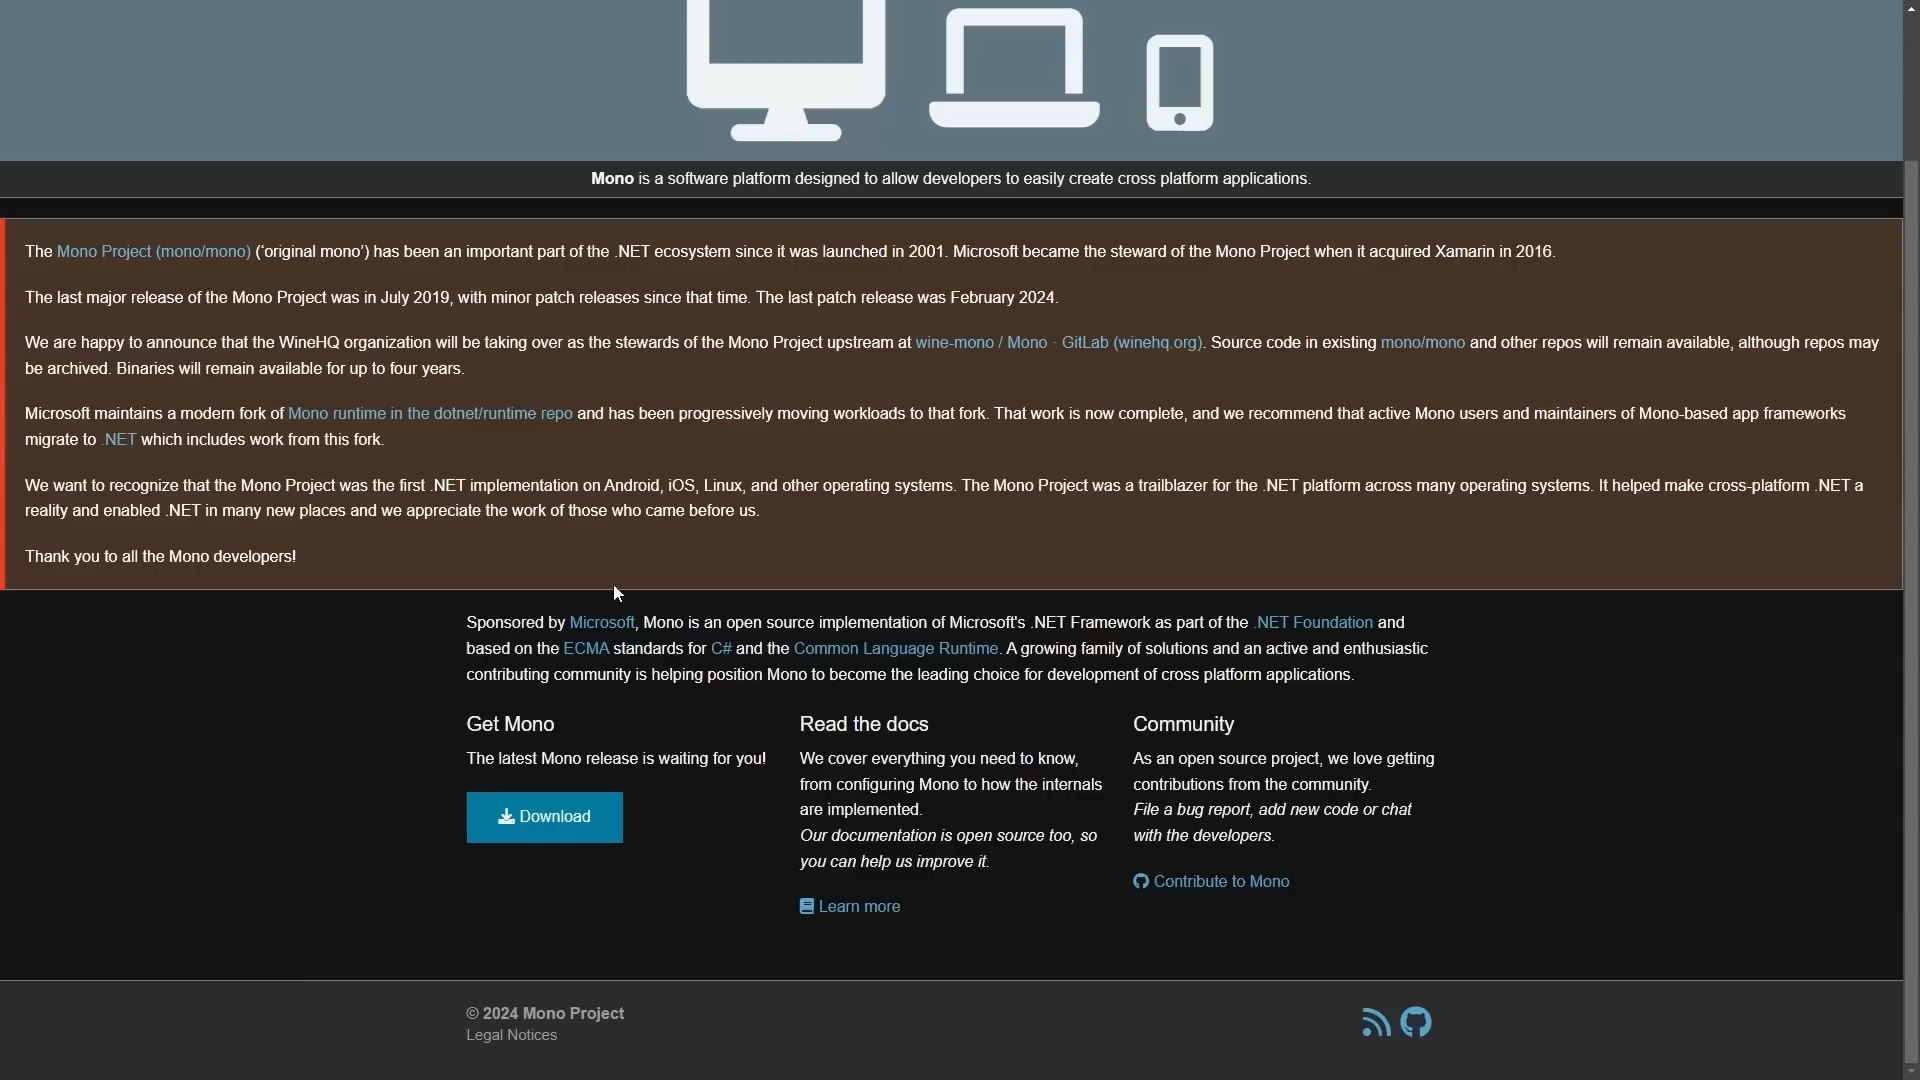 Mono is a software platform designed to allow developers to easily create cross platform applications.
The Mono Project (mono/mono) (‘original mono’) has been an important part of the .NET ecosystem since it was launched in 2001. Microsoft became the steward of the Mono Project when it acquired Xamarin in 2016.
The last major release of the Mono Project was in July 2019, with minor patch releases since that time. The last patch release was February 2024.
We are happy to announce that the WineHQ organization will be taking over as the stewards of the Mono Project upstream at wine-mono / Mono · GitLab (winehq.org). Source code in existing mono/mono and other repos will remain available, although repos may
be archived. Binaries will remain available for up to four years.
Microsoft maintains a modern fork of Mono runtime in the dotnet/runtime repo and has been progressively moving workloads to that fork. That work is now complete, and we recommend that active Mono users and maintainers of Mono-based app frameworks
migrate to .NET which includes work from this fork.
We want to recognize that the Mono Project was the first .NET implementation on Android, iOS, Linux, and other operating systems. The Mono Project was a trailblazer for the .NET platform across many operating systems. It helped make cross-platform .NET a
reality and enabled .NET in many new places and we appreciate the work of those who came before us.
Thank you to all the Mono developers!
Sponsored by Microsoft, Mono is an open source implementation of Microsoft's .NET Framework as part of the .NET Foundation and
based on the ECMA standards for C# and the Common Language Runtime. A growing family of solutions and an active and enthusiastic
contributing community is helping position Mono to become the leading choice for development of cross platform applications.
Get Mono
The latest Mono release is waiting for you!
Download
Read the docs
We cover everything you need to know,
from configuring Mono to how the internals
are implemented.
Our documentation is open source too, so
you can help us improve it.
Learn more
Community
As an open source project, we love getting
contributions from the community.
File a bug report, add new code or chat
with the developers.
Contribute to Mono
© 2024 Mono Project
Legal Notices